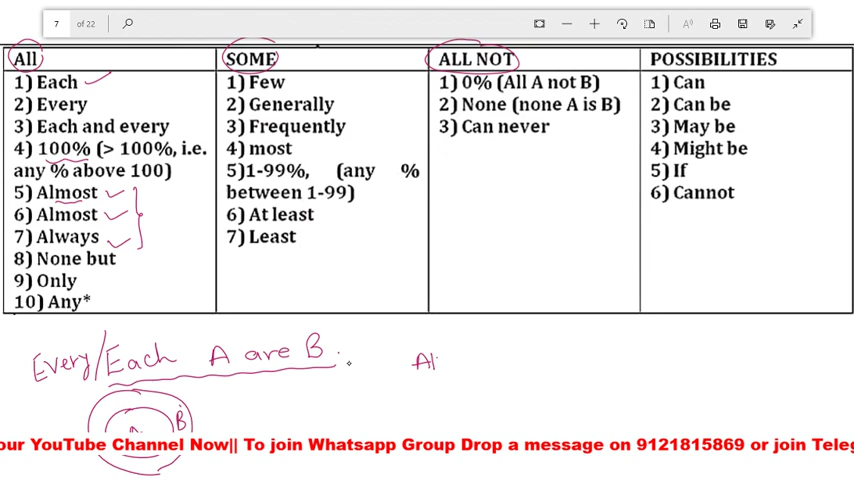 7 of 22
All
1) Each
2) Every
3) Each and every
4) 100% (> 100%, i.e.
any % above 100)
5) Almost
6) Almost
7) Always
8) None but
9) Only
10) Any*
SOME
1) Few
2) Generally
3) Frequently
4) most
5)1-99%, (any %
between 1-99)
6) At least
7) Least
ALL NOT
1) 0% (All A not B)
2) None (none A is B)
3) Can never
POSSIBILITIES
1) Can
2) Can be
3) May be
4) Might be
5) If
6) Cannot
Every/Each A are B. Al
B
our YouTube Channel Now|| To join Whatsapp Group Drop a message on 9121815869 or join Teleg